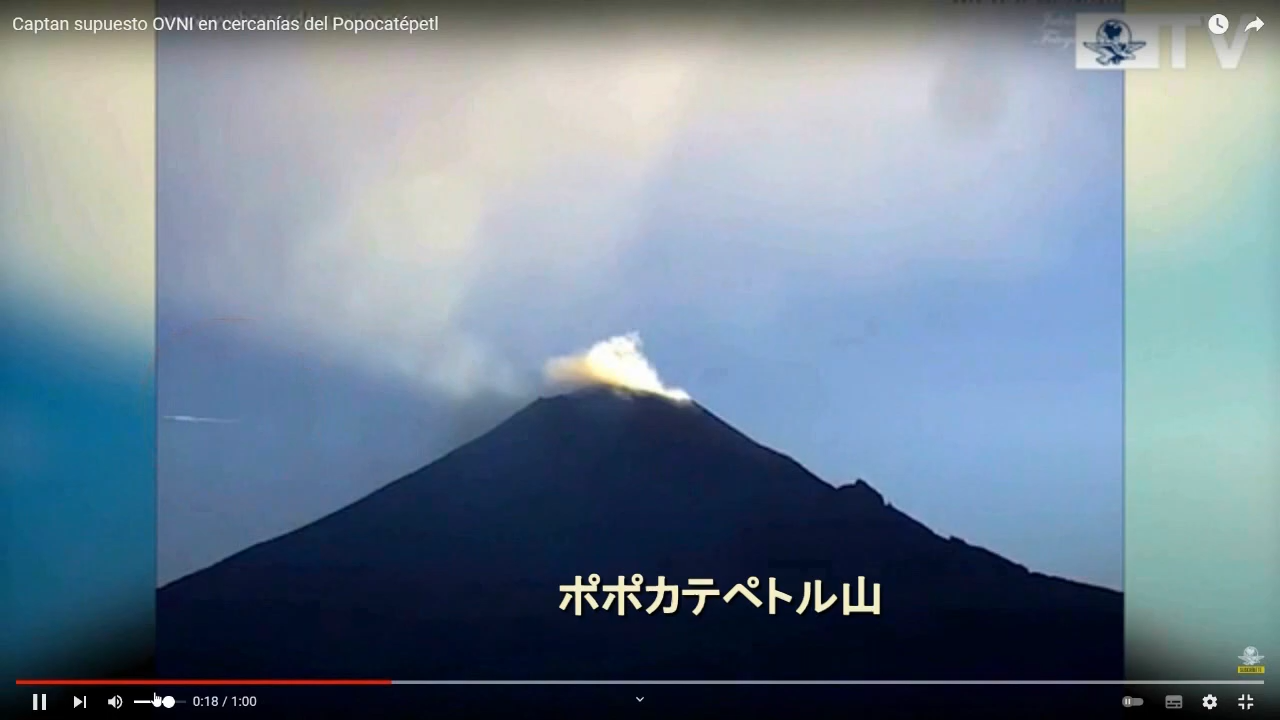 Captan supuesto OVNI en cercanías del Popocatépetl
TV
ポポカテペトル山
0:18 / 1:00